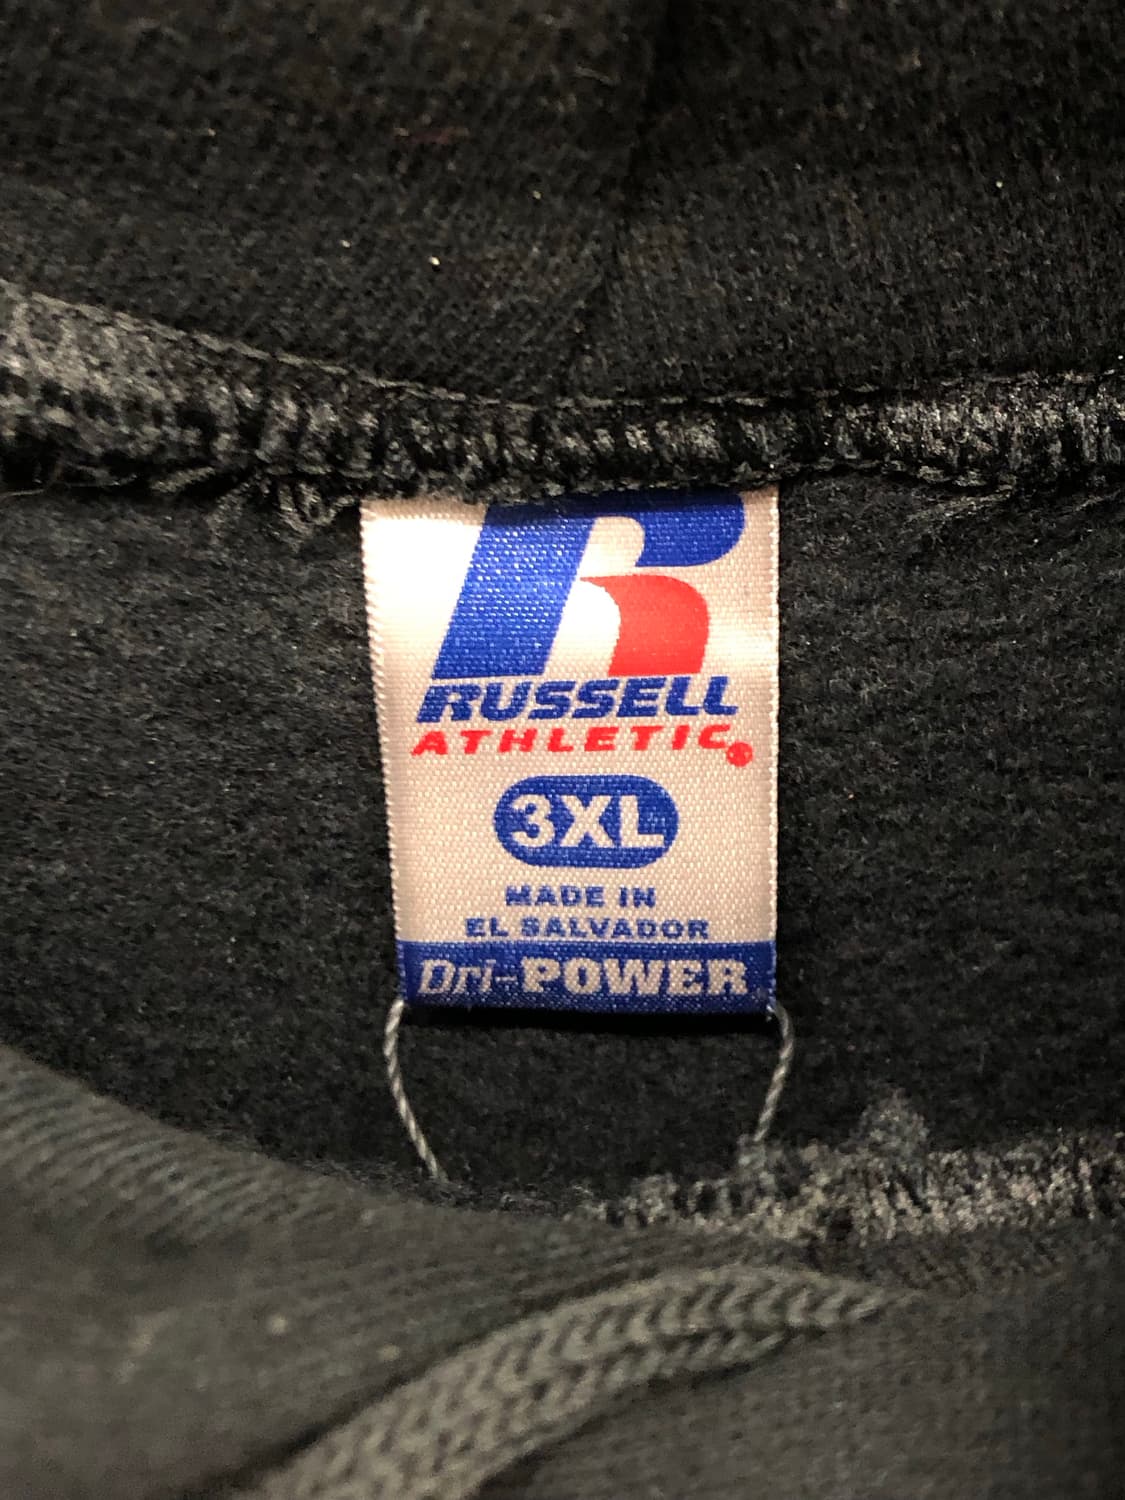 RUSSELL
ATHLETIC
3XL
MADE IN
EL SALVADOR
Dri-POWER